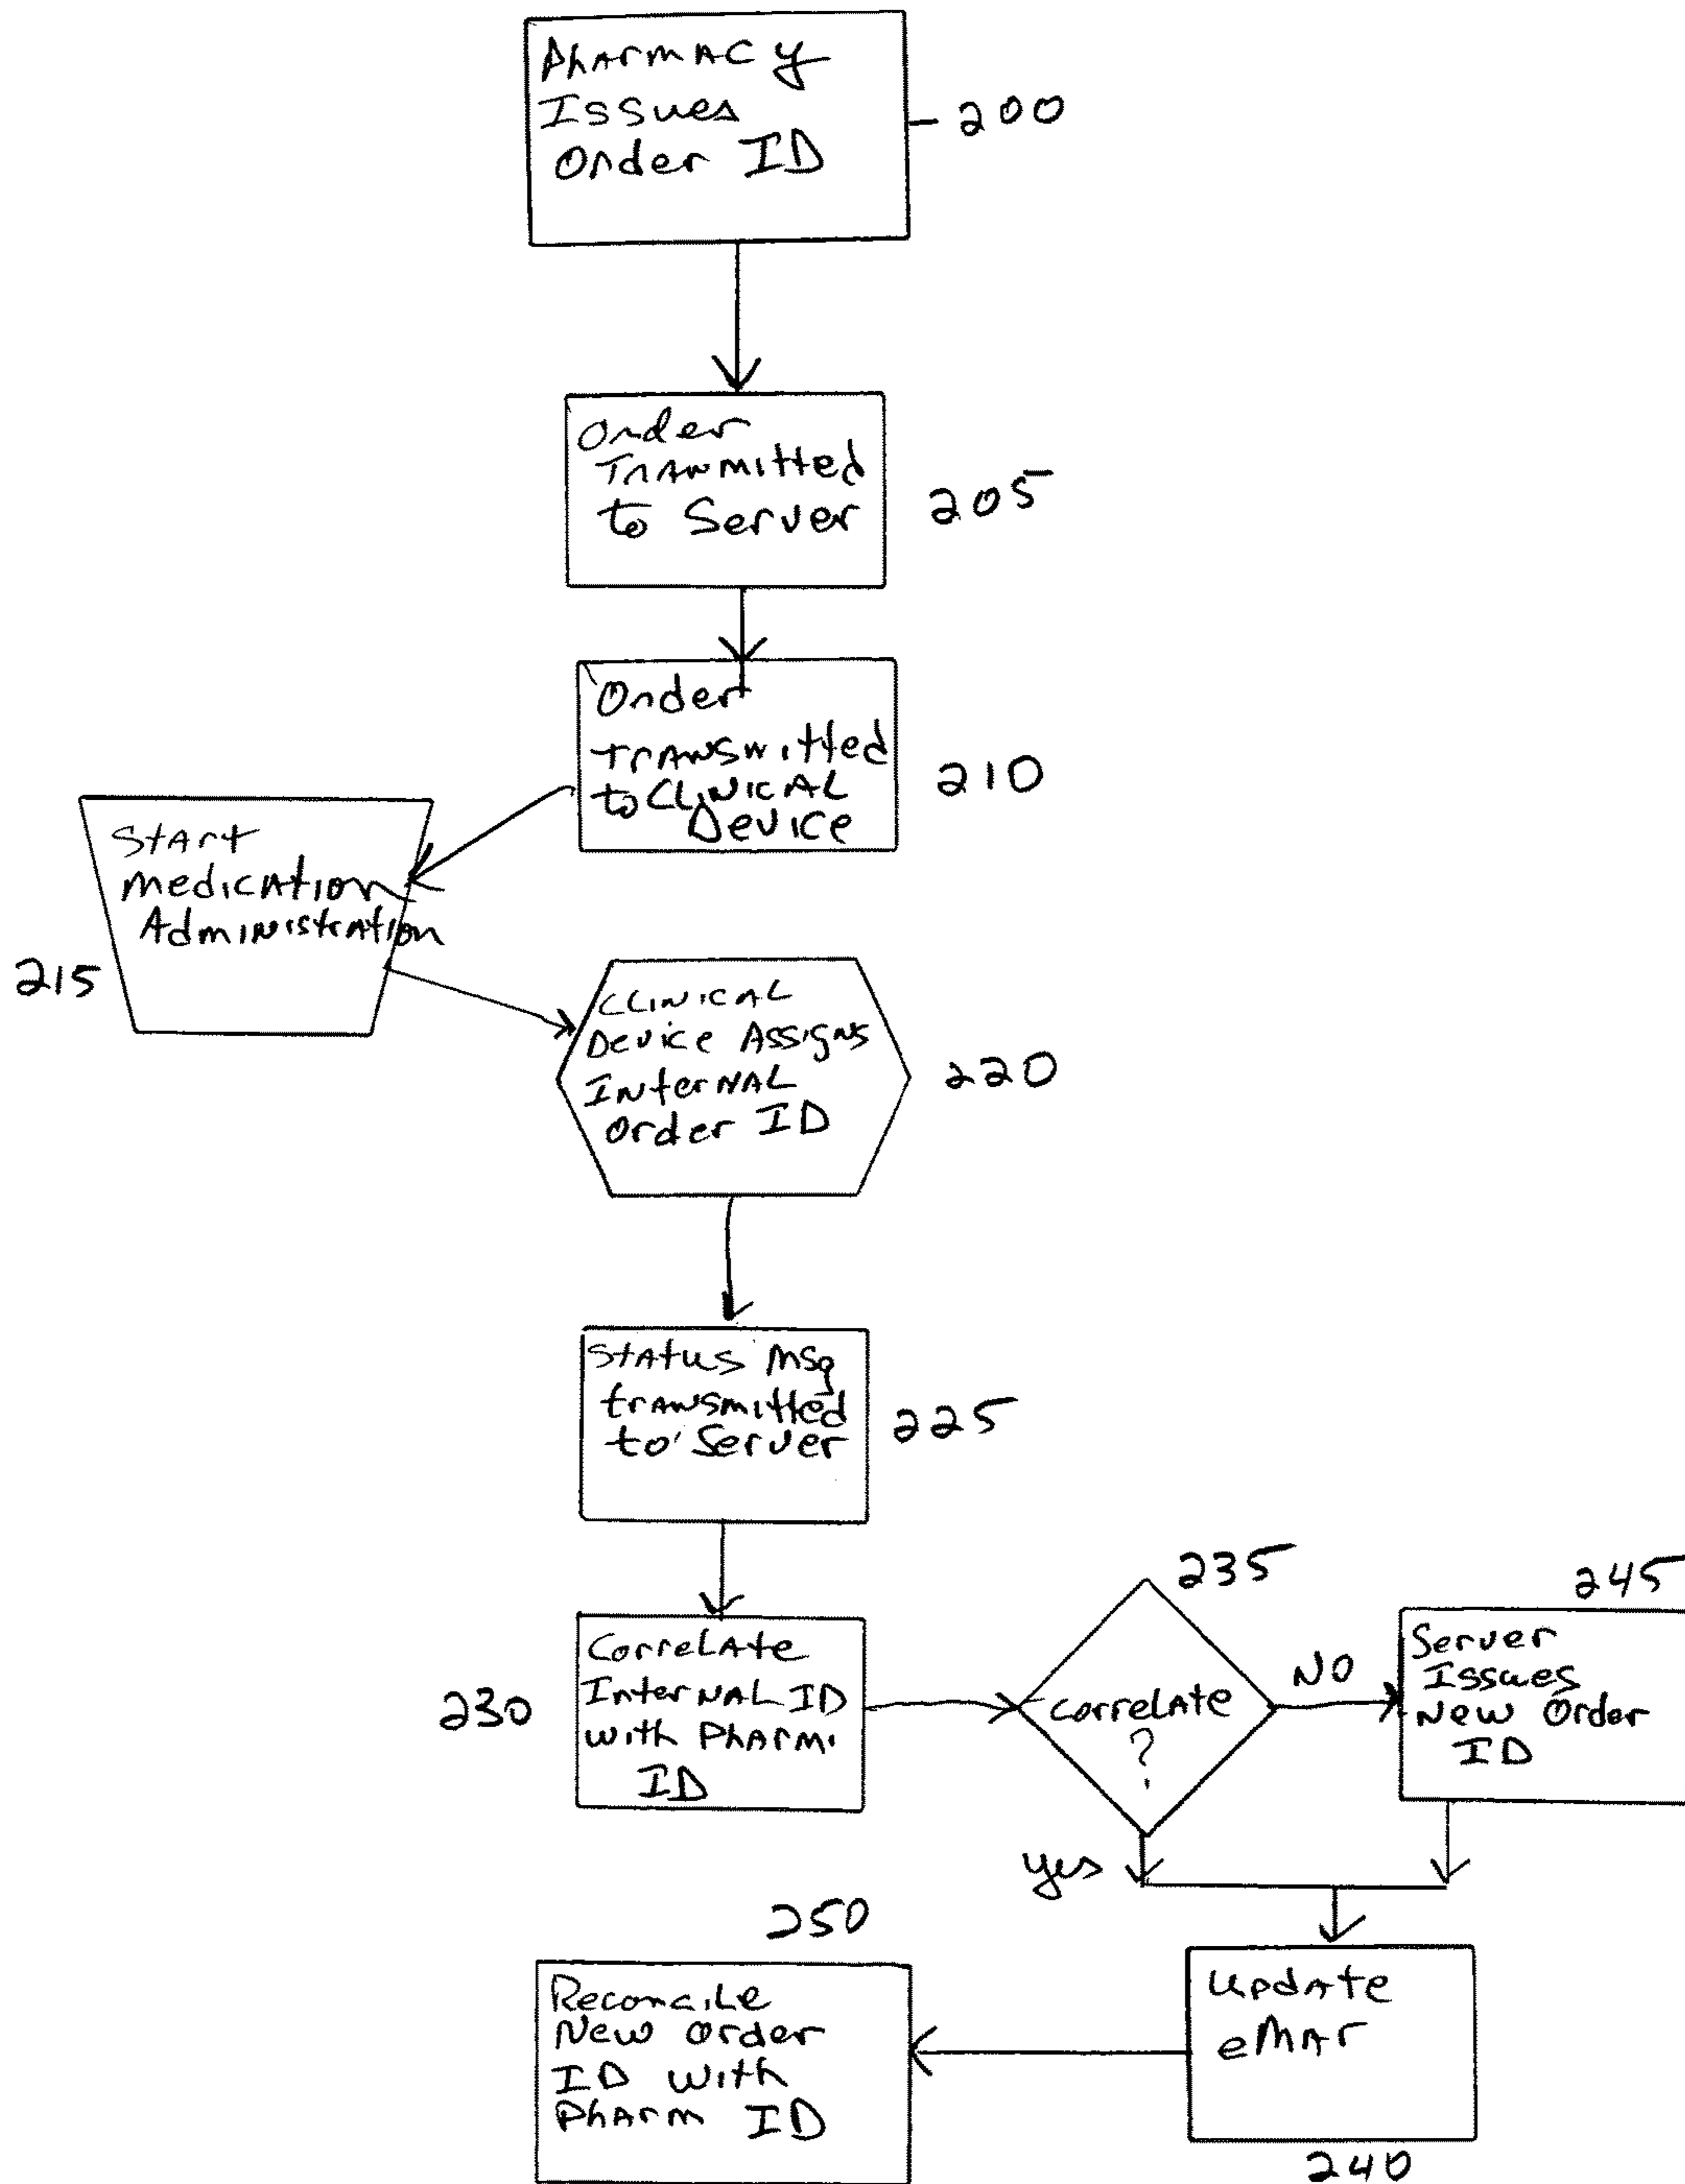 Pharmacy
Issues
Order ID
200
Order
Tranmitted
to Server
205
Order
transmitted
to Clinical
Device
210
Start
medication
Administration
215
Clinical
Device Assigns
Internal
Order ID
220
Status msg
transmitted
to Server
225
Correlate
Internal ID
with Pharm.
ID
230
235
correlate
?
NO
yes
245
Server
Issues
New Order
ID
Update
eMAr
240
250
Reconcile
New Order
ID with
Pharm ID